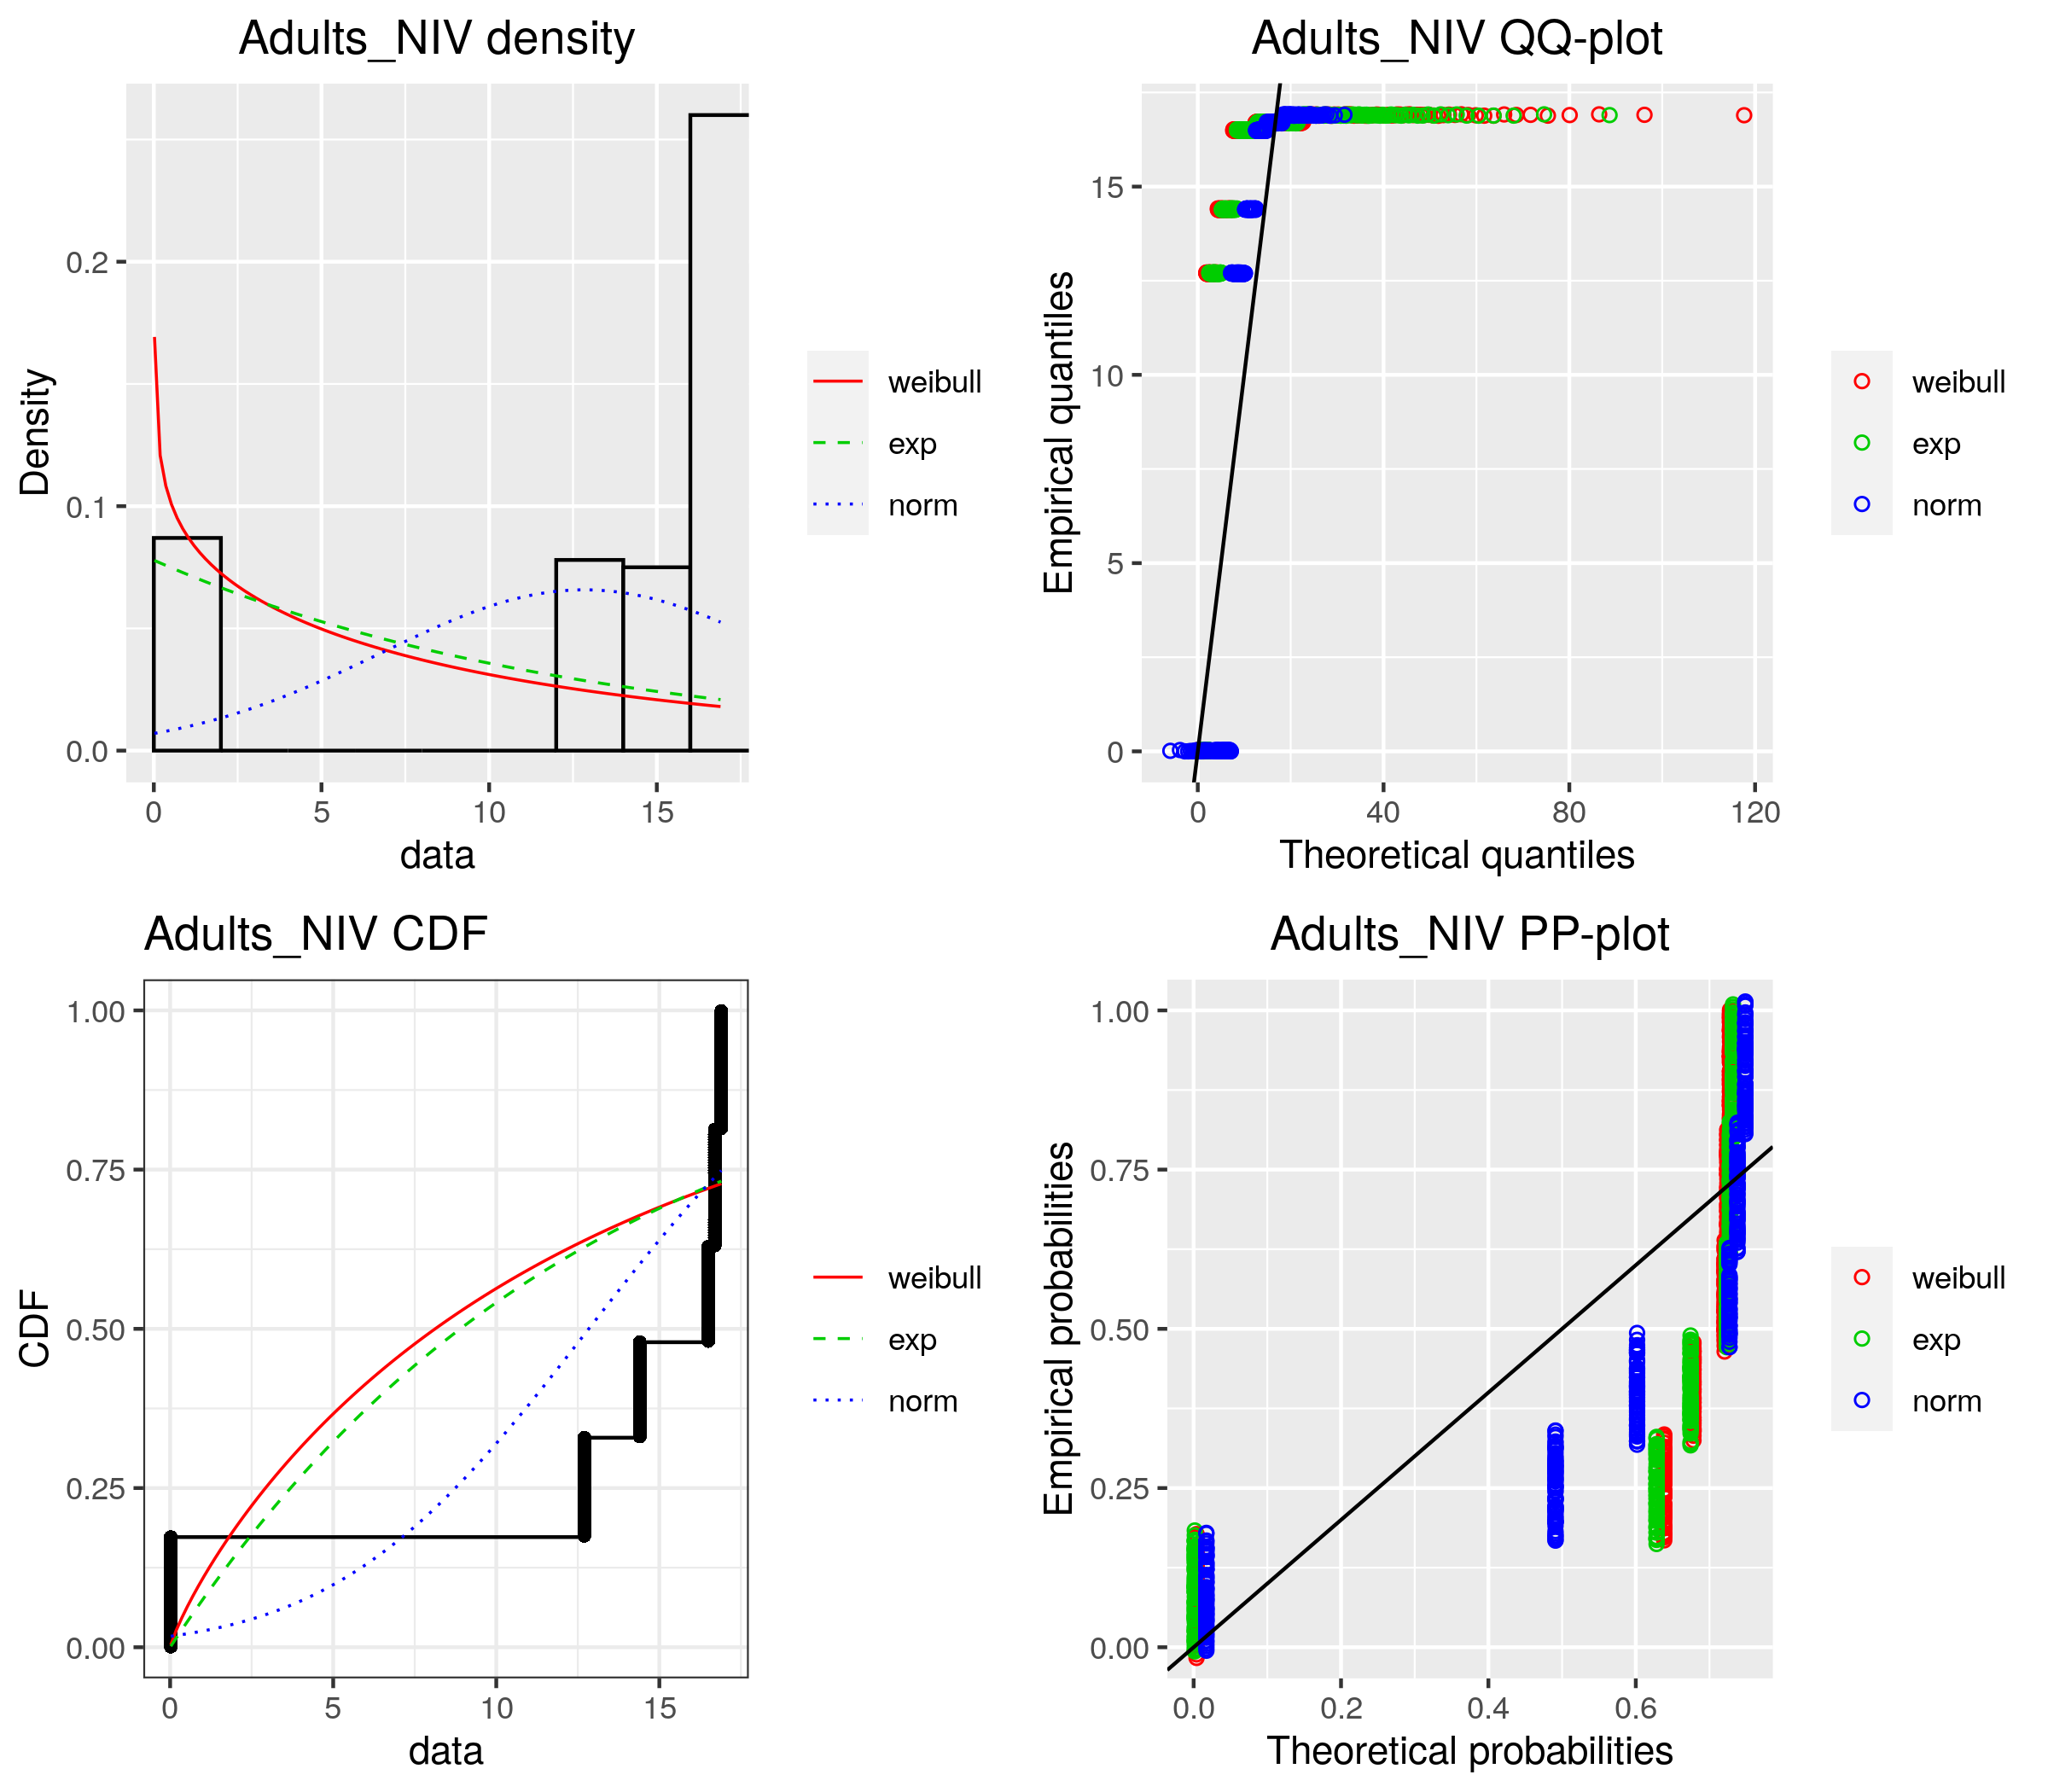 Adults_NIV density
Density
0.2
0.1
0.0
0 5 10 15
data
weibull
exp
norm
Adults_NIV QQ-plot
Empirical quantiles
15
10
5
0
0 40 80 120
Theoretical quantiles
weibull
exp
norm
Adults_NIV CDF
CDF
1.00
0.75
0.50
0.25
0.00
0 5 10 15
data
weibull
exp
norm
Adults_NIV PP-plot
Empirical probabilities
1.00
0.75
0.50
0.25
0.00
0.0 0.2 0.4 0.6
Theoretical probabilities
weibull
exp
norm